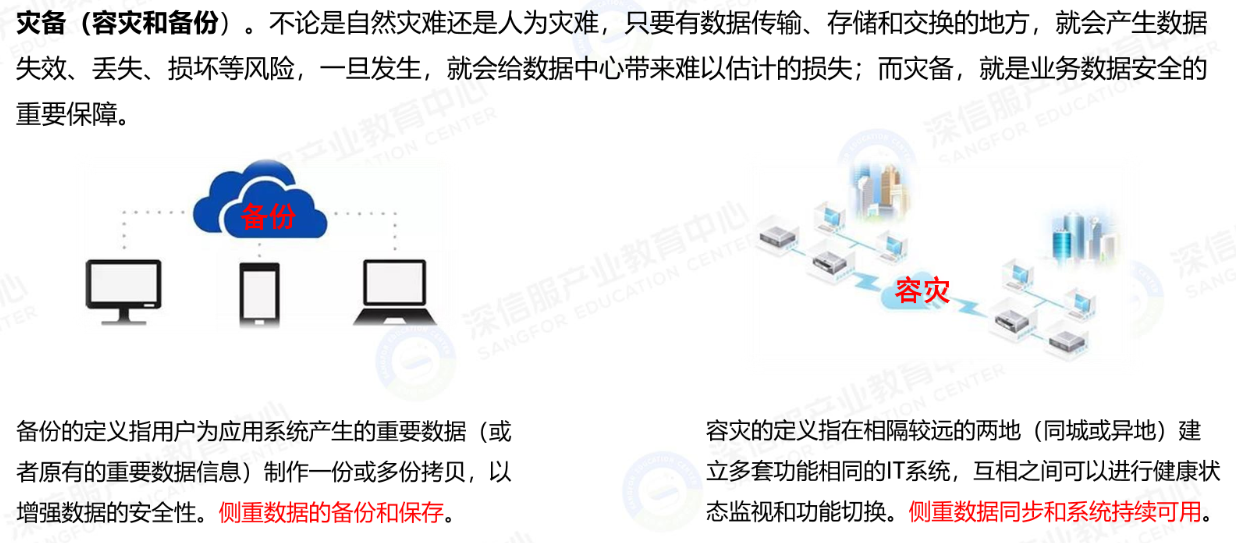 灾备（容灾和备份）。不论是自然灾难还是人为灾难，只要有数据传输、存储和交换的地方，就会产生数据
失效、丢失、损坏等风险，一旦发生，就会给数据中心带来难以估计的损失；而灾备，就是业务数据安全的
重要保障。
备份
容灾
备份的定义指用户为应用系统产生的重要数据（或
者原有的重要数据信息）制作一份或多份拷贝，以
增强数据的安全性。侧重数据的备份和保存。
容灾的定义指在相隔较远的两地（同城或异地）建
立多套功能相同的IT系统，互相之间可以进行健康状
态监视和功能切换。侧重数据同步和系统持续可用。
深信服产业教育中心
SANGFOR EDUCATION CENTER